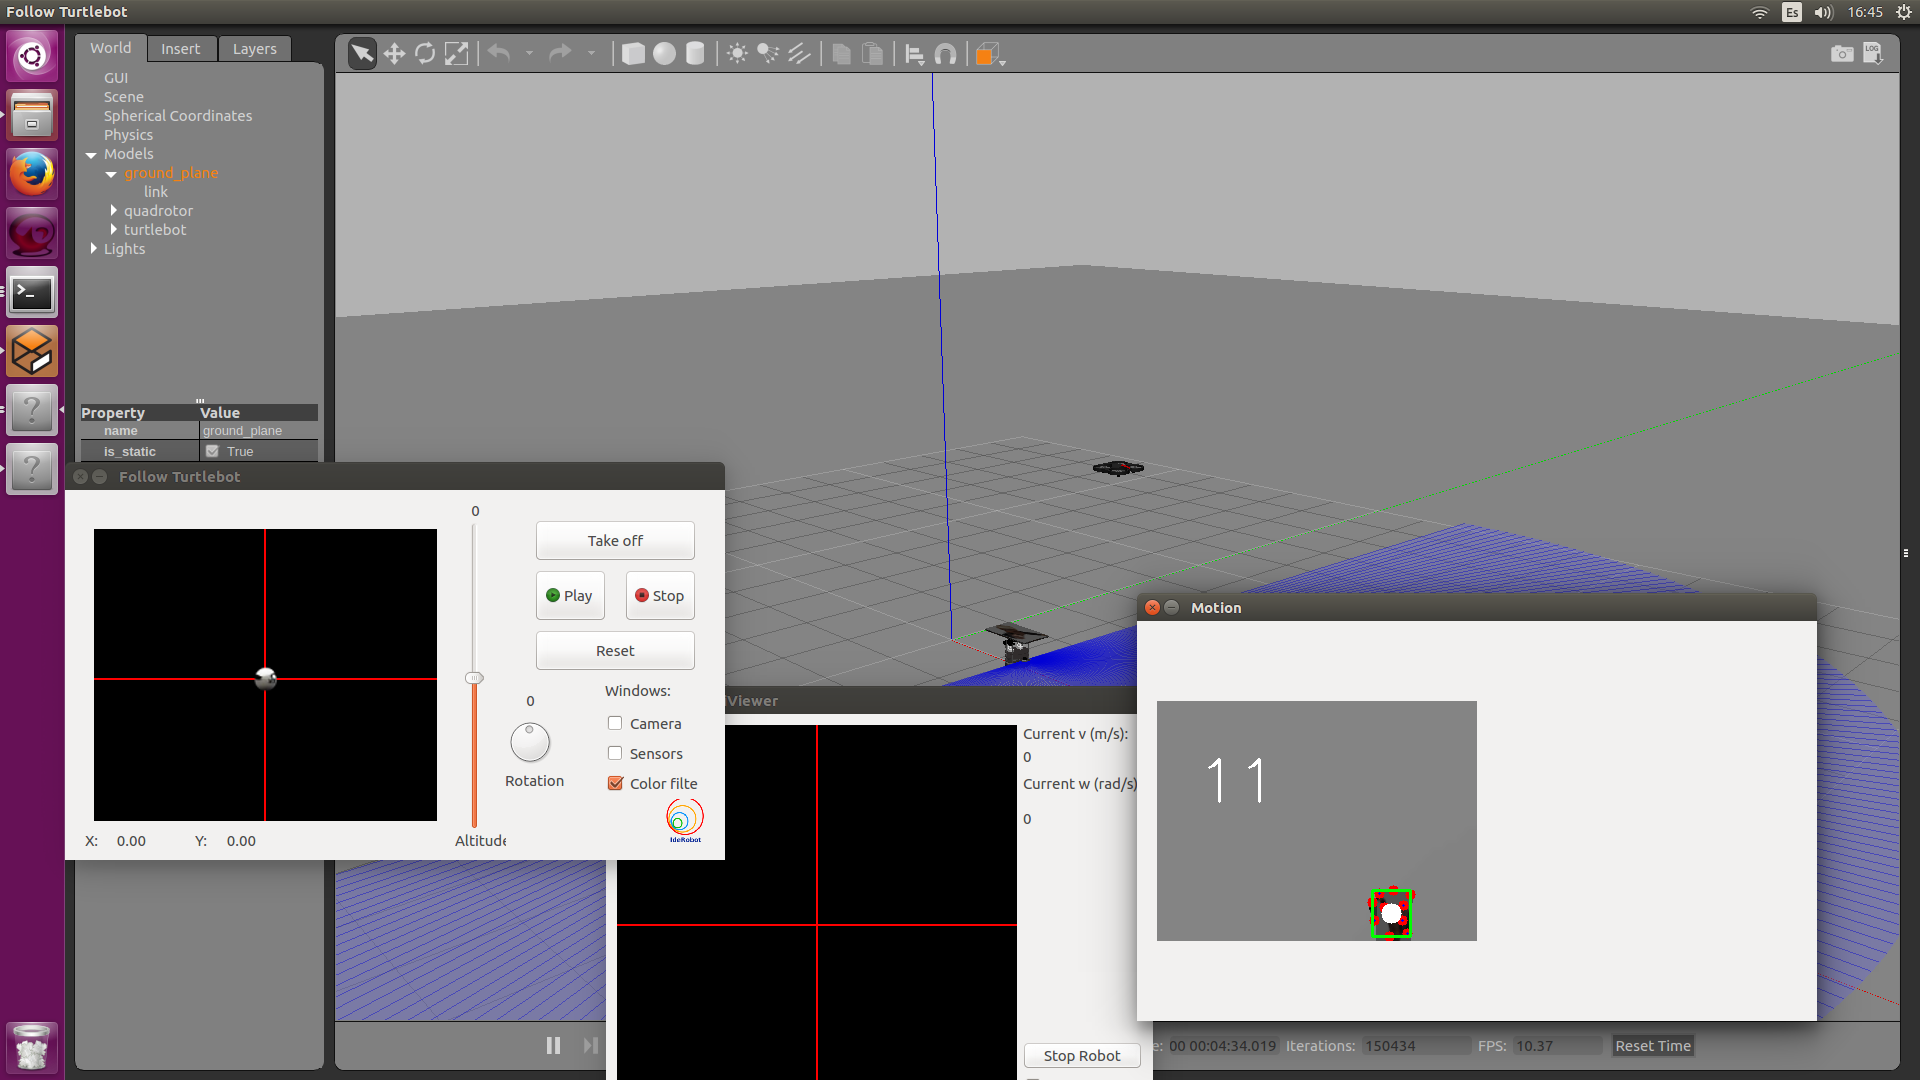 Follow Turtlebot
Es
16:45
World
Insert
Layers
LOG
GUI
Scene
Spherical Coordinates
Physics
Models
ground_plane
link
quadrotor
turtlebot
Lights
Property Value
name ground_plane
is_static True
Follow Turtlebot
0
Take off
Play
Stop
Reset
Windows:
0
Camera
Sensors
Rotation
Color filte
X: 0.00 Y: 0.00
Altitude
IdeRobot
Viewer
Current v (m/s):
0
Current w (rad/s)
0
Stop Robot
Motion
11
e: 00 00:04:34.019 Iterations: 150434 FPS: 10.37 Reset Time